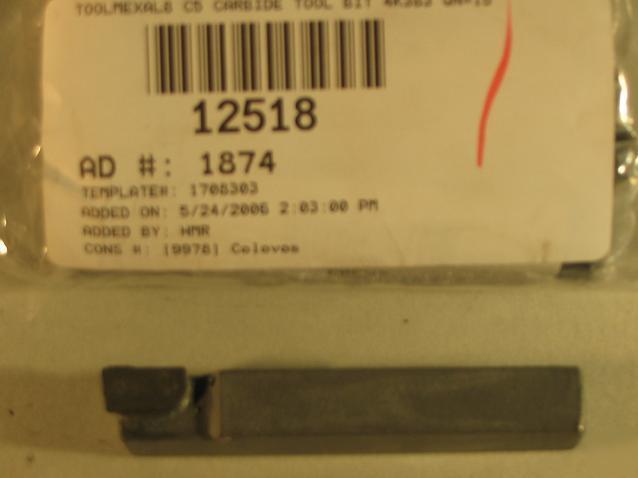 TOOLMEXAL6 C5 CARBIDE TOOL BIT
12518
AD #: 1874
TEMPLATE#: 1708303
ADDED ON: 5/24/2006 2:03:00 PM
ADDED BY: HMR
CONS #: [9978] Celeves